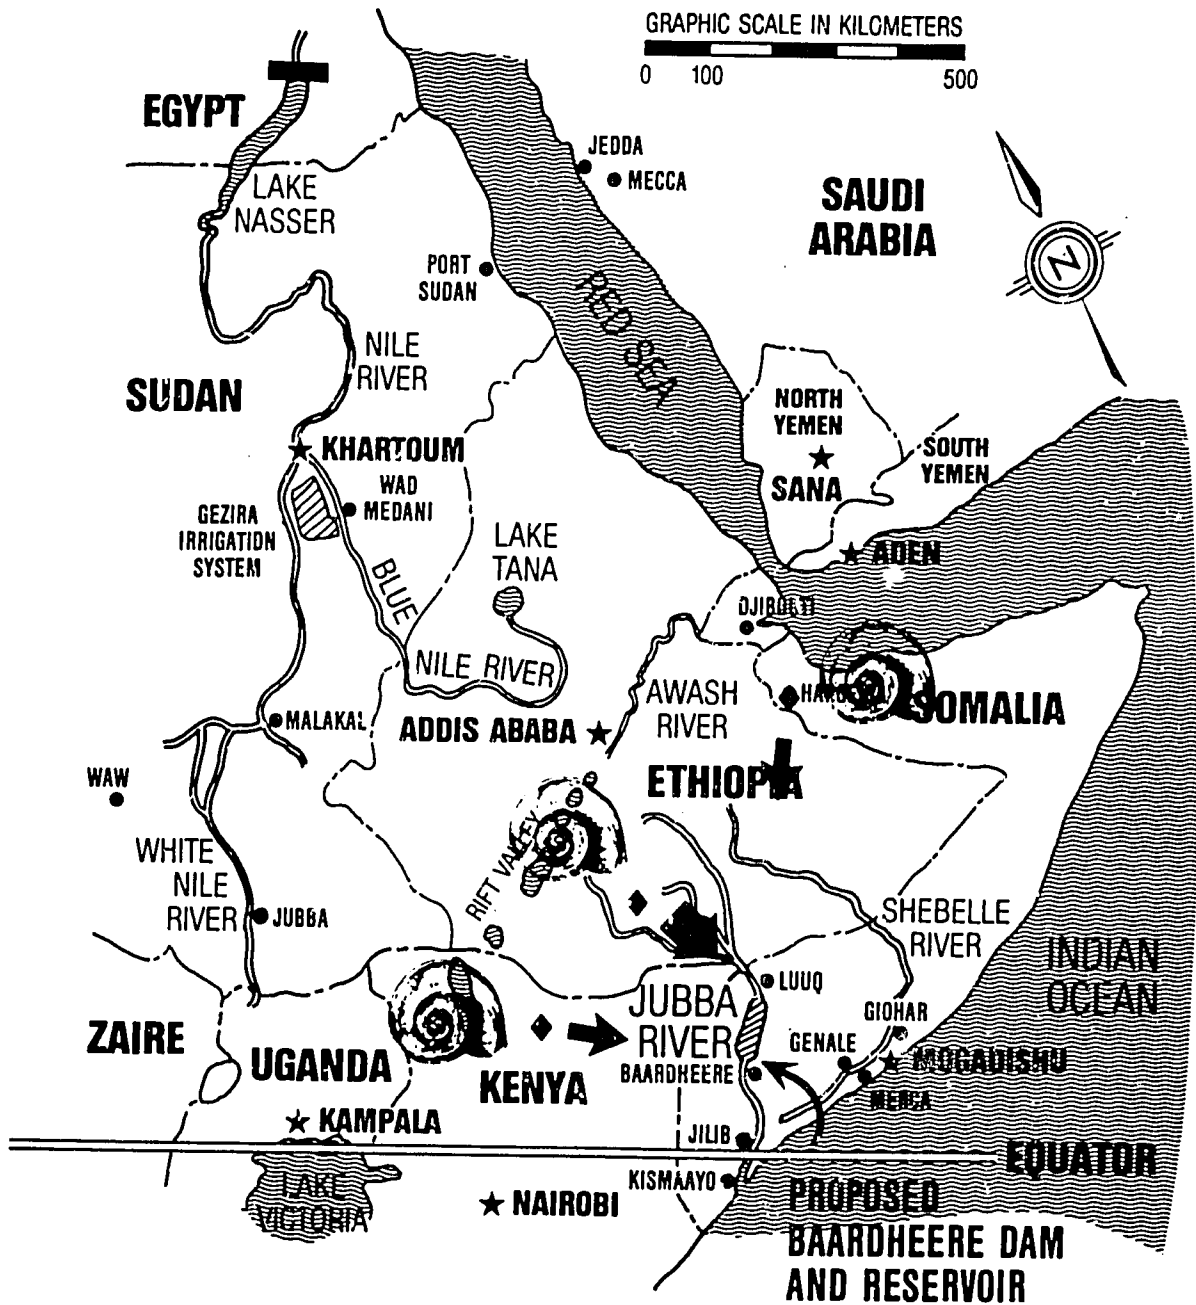 GRAPHIC SCALE IN KILOMETERS
0 100 500
EGYPT
JEDDA
MECCA
LAKE
NASSER
SAUDI
ARABIA
N
PORT
SUDAN
RED SEA
NILE
RIVER
SUDAN
NORTH
YEMEN
SOUTH
YEMEN
KHARTOUM
SANA
WAD
MEDANI
GEZIRA
IRRIGATION
SYSTEM
LAKE
TANA
ADEN
BLUE
NILE RIVER
DJIBOUTI
AWASH
RIVER
SOMALIA
MALAKAL
ADDIS ABABA
WAW
ETHIOPIA
RIFT VALLEY
WHITE
NILE
RIVER
JUBBA
SHEBELLE
RIVER
INDIAN
OCEAN
LUUQ
JUBBA
RIVER
GIOHAR
ZAIRE
GENALE
UGANDA
MOGADISHU
BAARDHEERE
KENYA
MERCA
KAMPALA
JILIB
EQUATOR
KISMAAYO
LAKE
VICTORIA
NAIROBI
PROPOSED
BAARDHEERE DAM
AND RESERVOIR